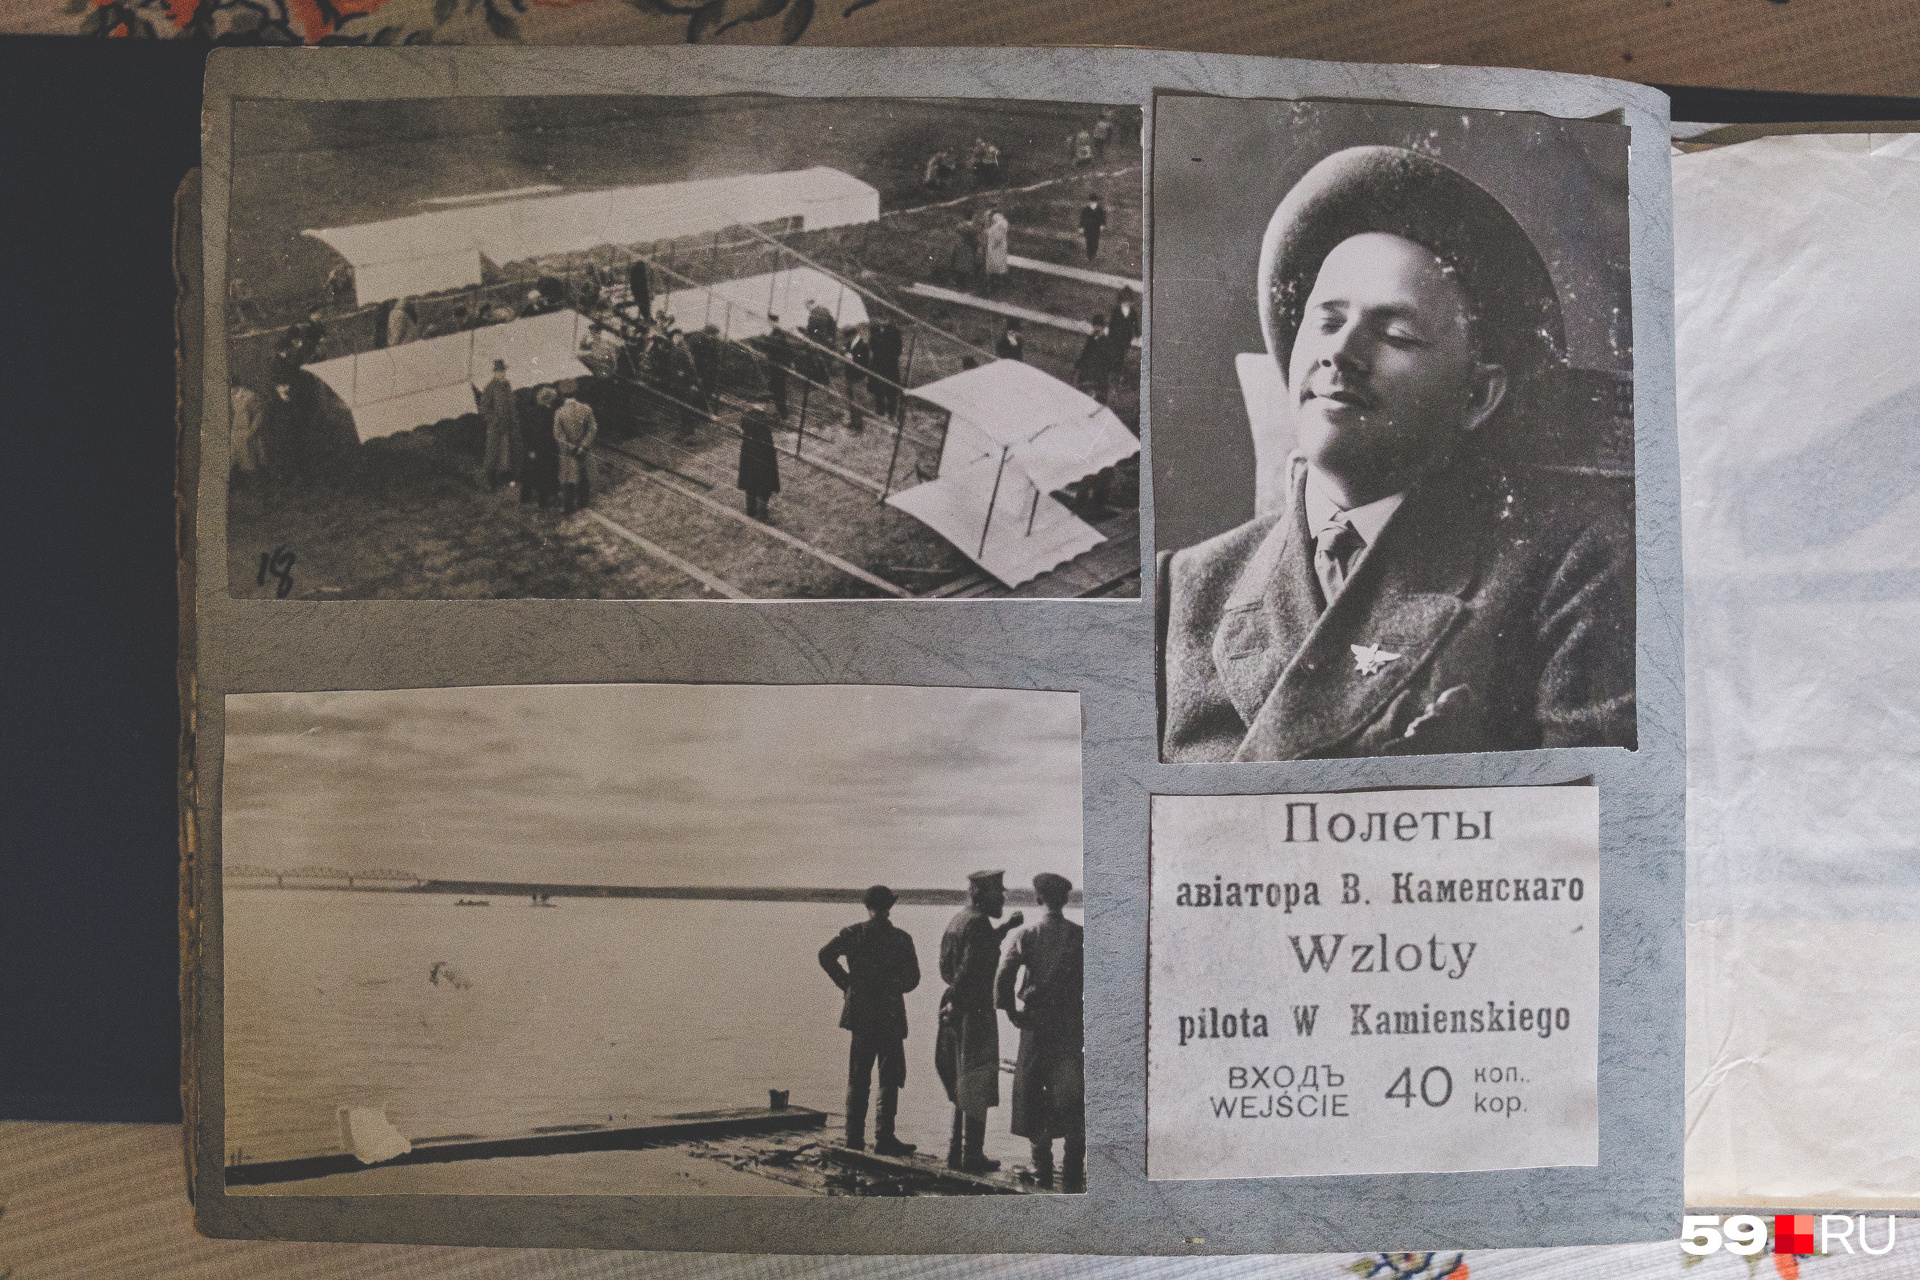 18
Полеты
авіатора В. Каменскаго
Wzloty
pilota W Kamienskiego
ВХОДЪ 40 коп.
WEJŚCIE kop.
59.RU